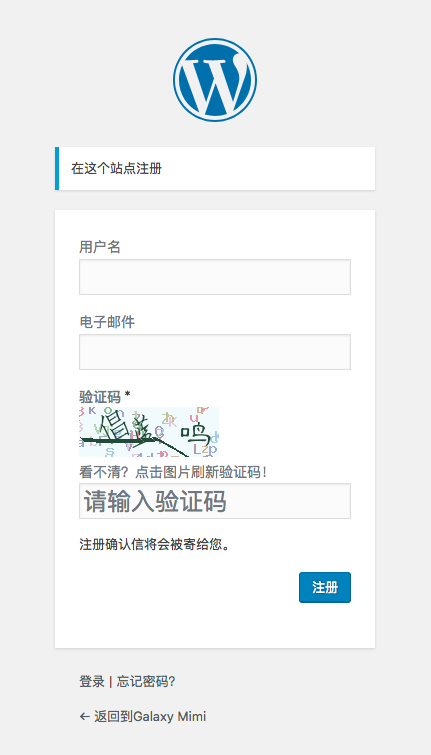 在这个站点注册
用户名
电子邮件
验证码 *
看不清？点击图片刷新验证码！
请输入验证码
注册确认信将会被寄给您。
注册
登录 | 忘记密码?
← 返回到Galaxy Mimi